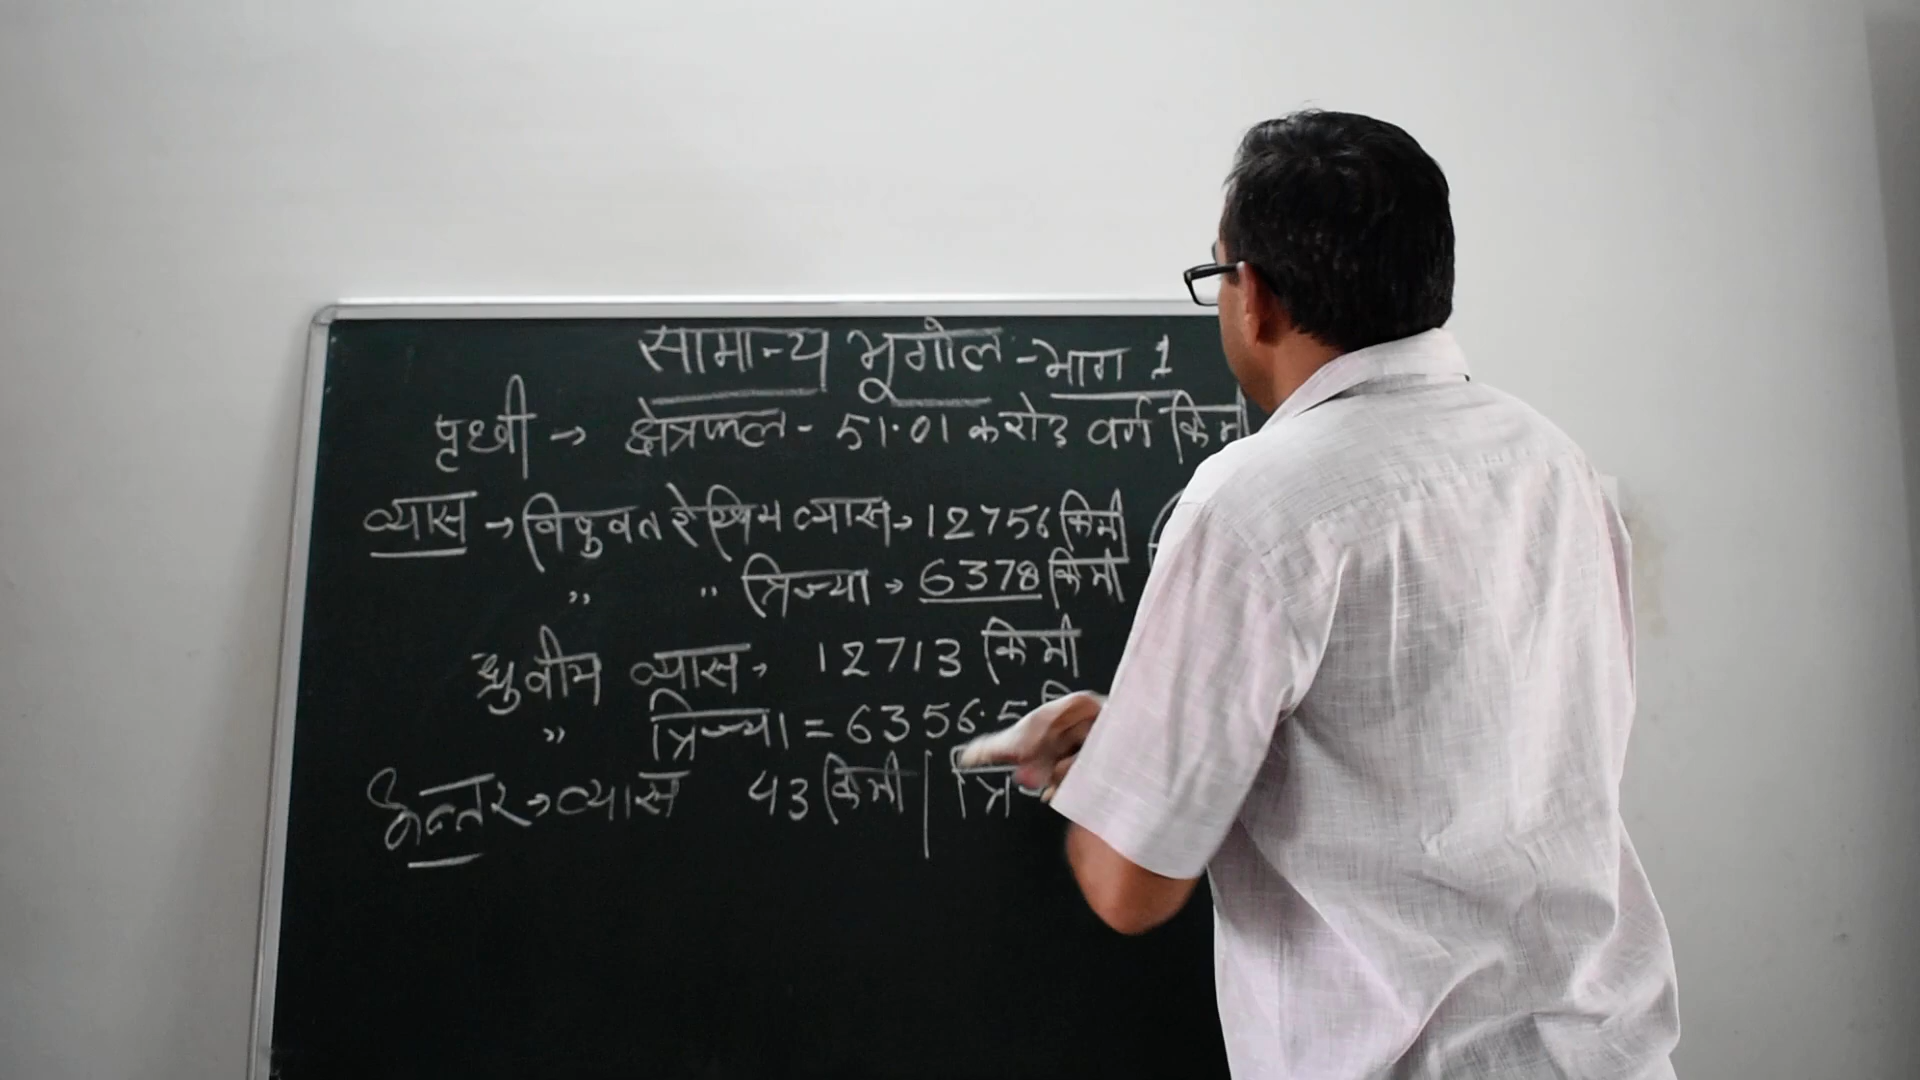 सामान्य भूगोल - भाग 1
पृथ्वी → क्षेत्रफल - 51.01 करोड़ वर्ग किमी
व्यास → विषुवत रेखिय व्यास → 12756 किमी
” ” त्रिज्या → 6378 किमी
ध्रुवीय व्यास → 12713 किमी
” त्रिज्या = 6356.5
अन्तर → व्यास 43 किमी |